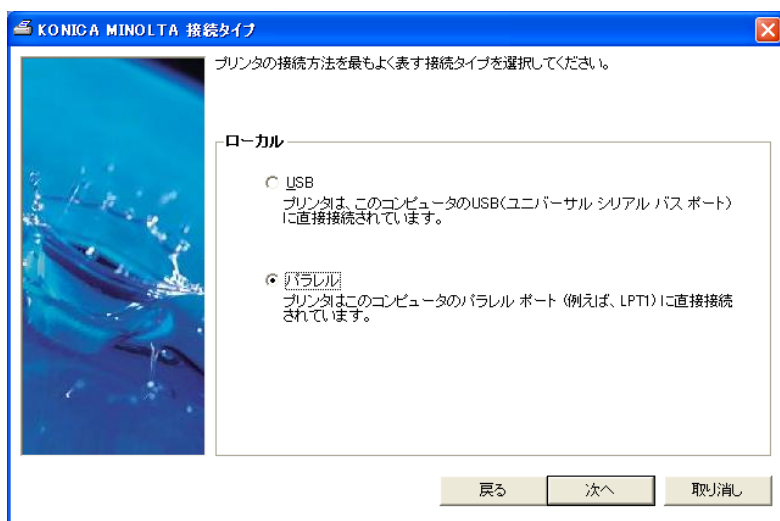 KONICA MINOLTA 接続タイプ
プリンタの接続方法を最もよく表す接続タイプを選択してください。
ローカル
USB
プリンタは、このコンピュータのUSB(ユニバーサル シリアル バス ポート)
に直接接続されています。
パラレル
プリンタはこのコンピュータのパラレル ポート (例えば、LPT1) に直接接続
されています。
戻る
次へ
取り消し